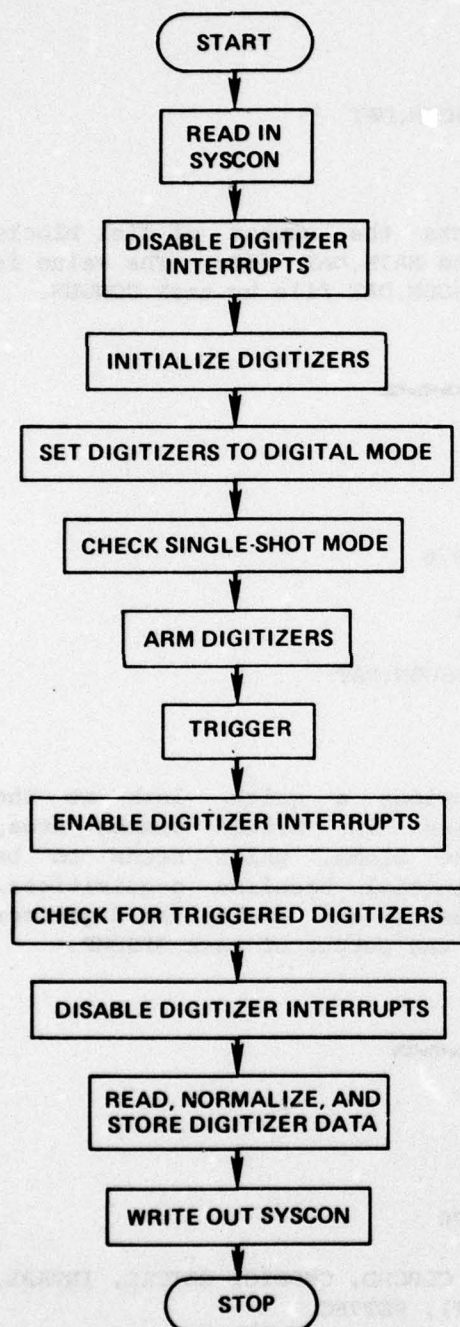 START
READ IN
SYSCON
DISABLE DIGITIZER
INTERRUPTS
INITIALIZE DIGITIZERS
SET DIGITIZERS TO DIGITAL MODE
CHECK SINGLE-SHOT MODE
ARM DIGITIZERS
TRIGGER
ENABLE DIGITIZER INTERRUPTS
CHECK FOR TRIGGERED DIGITIZERS
DISABLE DIGITIZER INTERRUPTS
READ, NORMALIZE, AND
STORE DIGITIZER DATA
WRITE OUT SYSCON
STOP